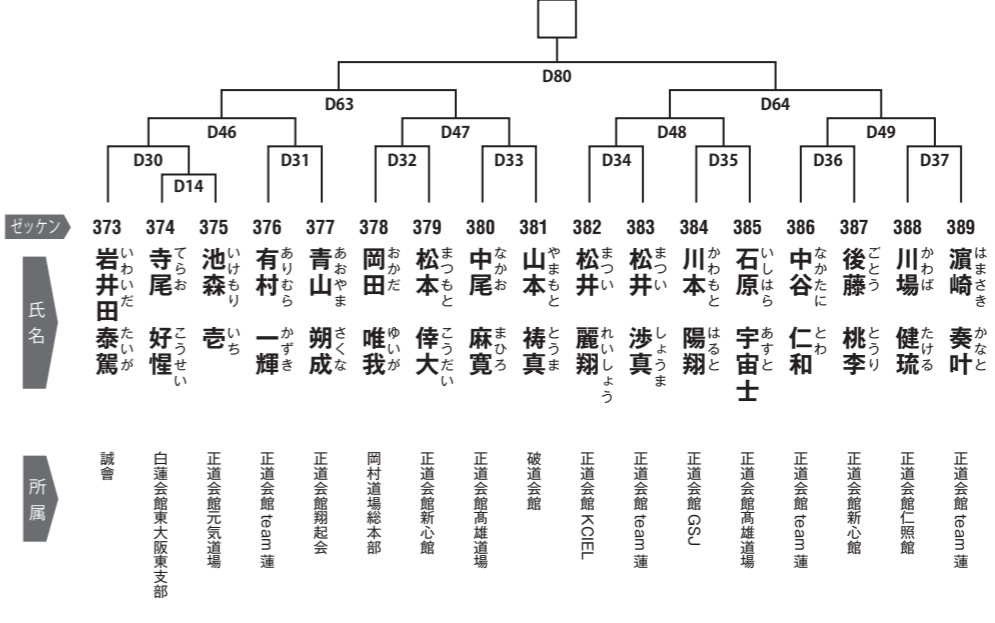 D80
D63
D64
D46
D47
D48
D49
D30
D31
D32
D33
D34
D35
D36
D37
D14
ゼッケン
373
374
375
376
377
378
379
380
381
382
383
384
385
386
387
388
389
氏名
岩井田 泰駕
いわいだ たいが
寺尾 好惺
てらお こうせい
池森 壱
いけもり いち
有村 一輝
ありむら かずき
青山 朔成
あおやま さくな
岡田 唯我
おかだ ゆいが
松本 倖大
まつもと こうだい
中尾 麻寛
なかお まひろ
山本 祷真
やまもと とうま
松井 麗翔
まつい れいしょう
松井 渉真
まつい しょうま
川本 陽翔
かわもと はると
石原 宇宙士
いしはら あすと
中谷 仁和
なかたに とわ
後藤 桃李
ごとう とうり
川場 健琉
かわば たける
濵崎 奏叶
はまさき かなと
所属
誠會
白蓮会館東大阪東支部
正道会館元気道場
正道会館 team 蓮
正道会館翔起会
岡村道場総本部
正道会館新心館
正道会館髙雄道場
破道会館
正道会館 KCIEL
正道会館 team 蓮
正道会館 GSJ
正道会館髙雄道場
正道会館 team 蓮
正道会館新心館
正道会館仁照館
正道会館 team 蓮